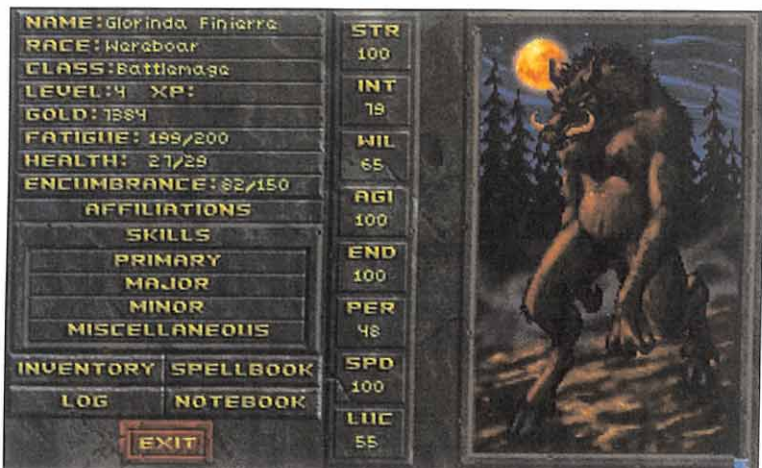 NAME:Glorinda Finierre
RACE:Wereboar
CLASS:Battlemage
LEVEL:4 XP:
GOLD:7384
FATIGUE: 199/200
HEALTH: 27/29
ENCUMBRANCE:82/150
AFFILIATIONS
SKILLS
PRIMARY
MAJOR
MINOR
MISCELLANEOUS
INVENTORY SPELLBOOK
LOG NOTEBOOK
EXIT
STR
100
INT
79
WIL
65
AGI
100
END
100
PER
48
SPD
100
LUC
55